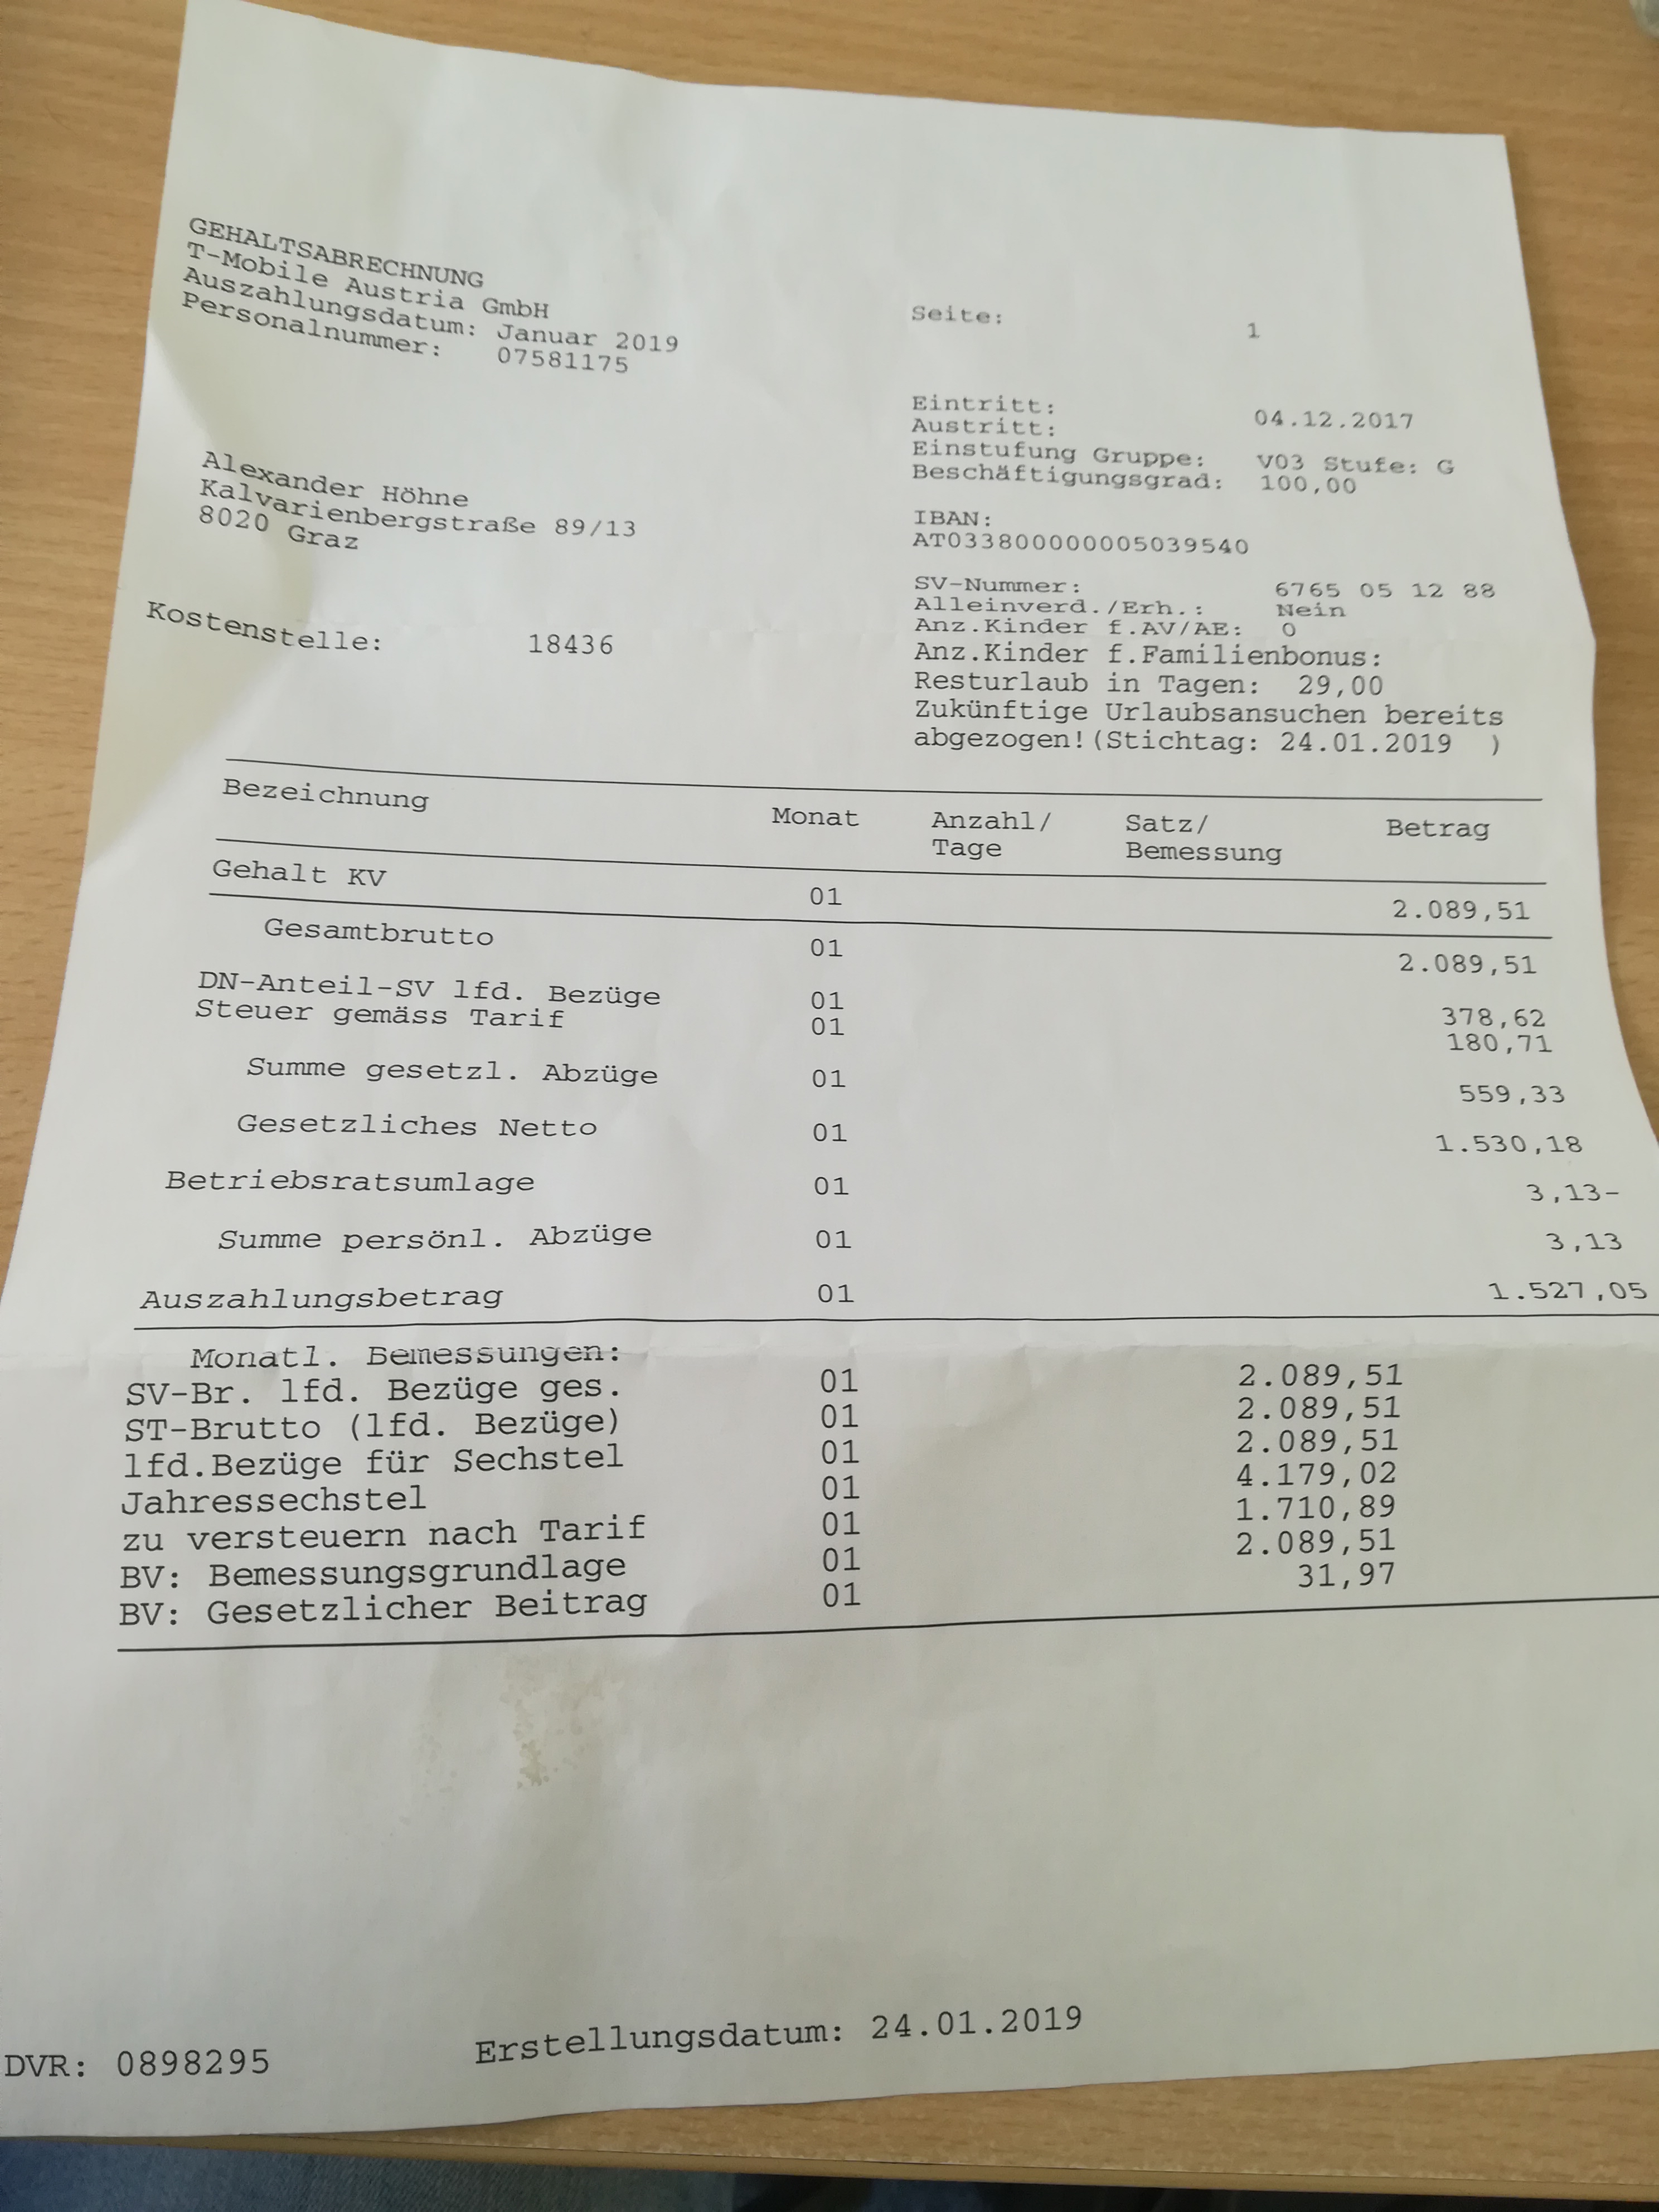 GEHALTSABRECHNUNG
T-Mobile Austria GmbH
Auszahlungsdatum: Januar 2019
Personalnummer: 07581175
Seite: 1
Eintritt: 04.12.2017
Austritt:
Einstufung Gruppe: V03 Stufe: G
Beschäftigungsgrad: 100,00
Alexander Höhne
Kalvarienbergstraße 89/13
8020 Graz
IBAN:
AT033800000005039540
SV-Nummer: 6765 05 12 88
Alleinverd./Erh.: Nein
Anz.Kinder f.AV/AE: 0
Anz.Kinder f.Familienbonus:
Resturlaub in Tagen: 29,00
Zukünftige Urlaubsansuchen bereits
abgezogen!(Stichtag: 24.01.2019 )
Kostenstelle: 18436
Bezeichnung Monat Anzahl/ Satz/ Betrag
Tage Bemessung
Gehalt KV 01 2.089,51
Gesamtbrutto 01 2.089,51
DN-Anteil-SV lfd. Bezüge 01 378,62
Steuer gemäss Tarif 01 180,71
Summe gesetzl. Abzüge 01 559,33
Gesetzliches Netto 01 1.530,18
Betriebsratsumlage 01 3,13-
Summe persönl. Abzüge 01 3,13
Auszahlungsbetrag 01 1.527,05
Monatl. Bemessungen:
SV-Br. lfd. Bezüge ges. 01 2.089,51
ST-Brutto (lfd. Bezüge) 01 2.089,51
lfd.Bezüge für Sechstel 01 2.089,51
Jahressechstel 01 4.179,02
zu versteuern nach Tarif 01 1.710,89
BV: Bemessungsgrundlage 01 2.089,51
BV: Gesetzlicher Beitrag 01 31,97
DVR: 0898295 Erstellungsdatum: 24.01.2019